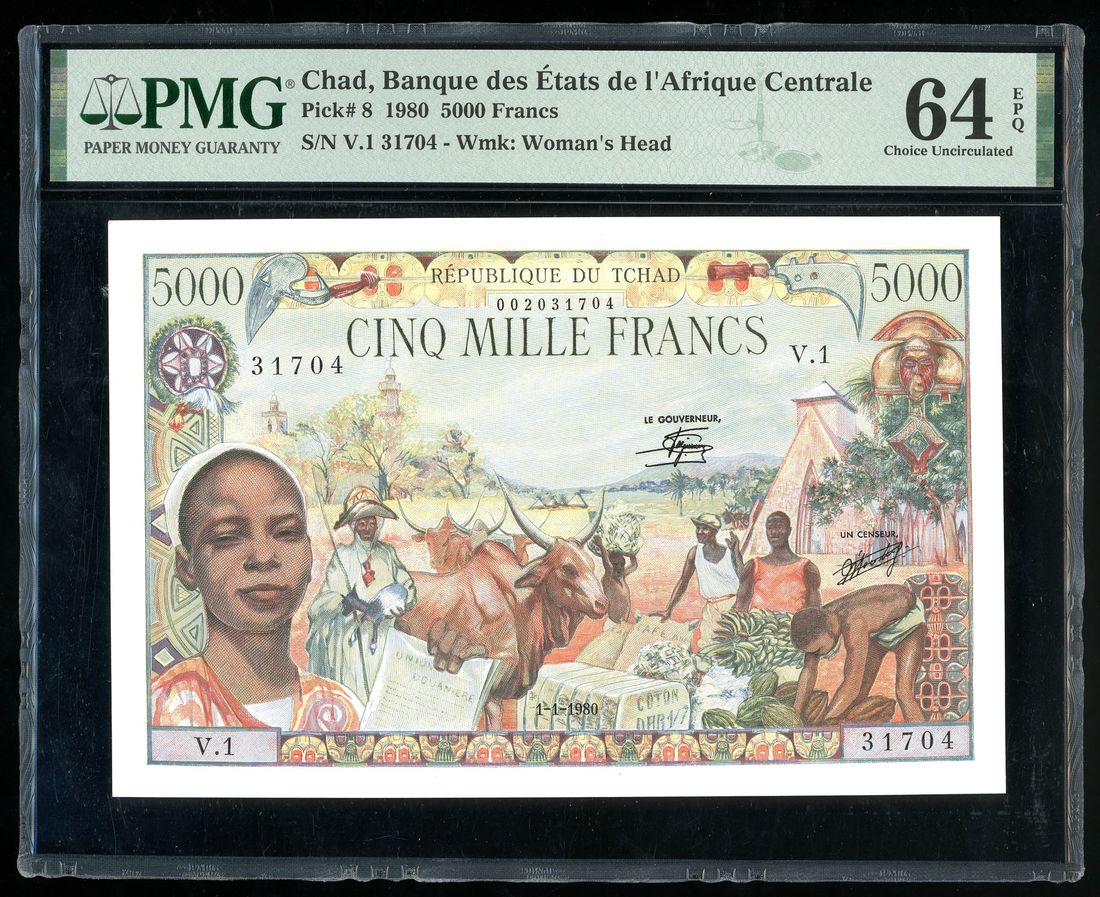 PMG®
PAPER MONEY GUARANTY
Chad, Banque des États de l'Afrique Centrale
Pick# 8 1980 5000 Francs
S/N V.1 31704 - Wmk: Woman's Head
64
EPQ
Choice Uncirculated
5000
RÉPUBLIQUE DU TCHAD
5000
002031704
CINQ MILLE FRANCS
31704
V.1
LE GOUVERNEUR,
UN CENSEUR,
UNION
DOUANIÈRE
COTON
1-1-1980
V.1
31704